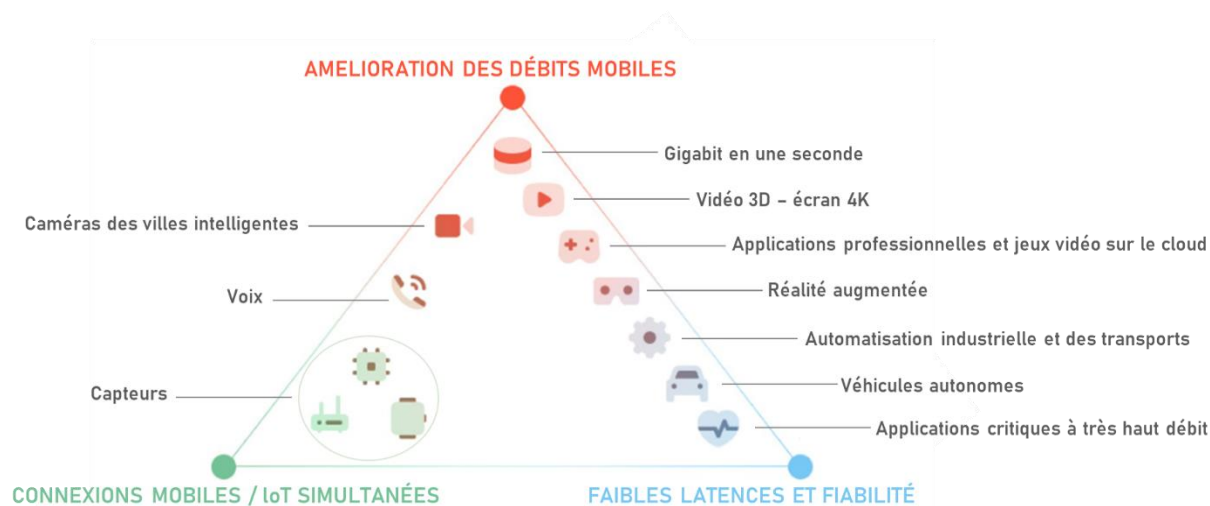 AMELIORATION DES DÉBITS MOBILES
Gigabit en une seconde
Vidéo 3D – écran 4K
Caméras des villes intelligentes
Applications professionnelles et jeux vidéo sur le cloud
Réalité augmentée
Voix
Automatisation industrielle et des transports
Véhicules autonomes
Capteurs
Applications critiques à très haut débit
CONNEXIONS MOBILES / loT SIMULTANÉES
FAIBLES LATENCES ET FIABILITÉ